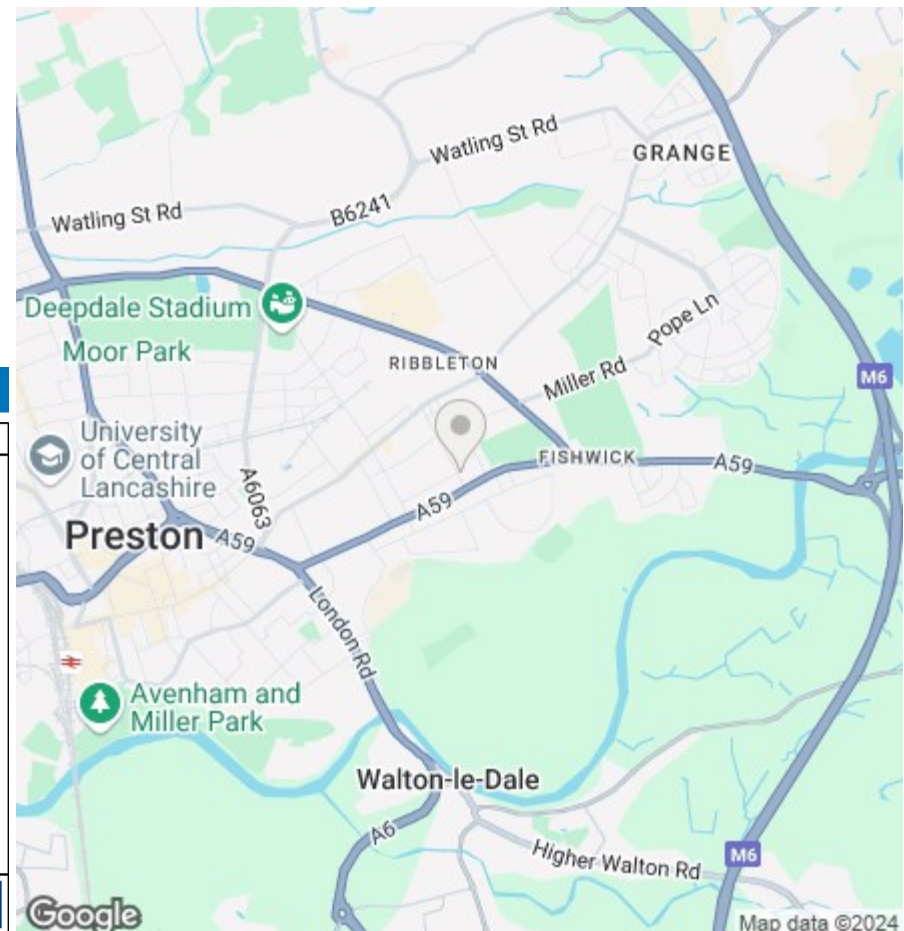 Watling St Rd
GRANGE
B6241
Watling St Rd
Deepdale Stadium
Moor Park
RIBBLETON
Pope Ln
Miller Rd
M6
University
of Central
Lancashire
A6063
FISHWICK
A59
A59
Preston
A59
London Rd
Avenham and
Miller Park
Walton-le-Dale
A6
Higher Walton Rd
M6
Google
Map data ©2024